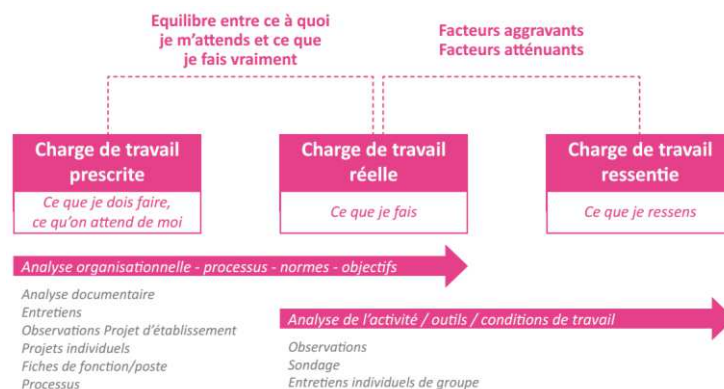 Equilibre entre ce à quoi
je m'attends et ce que
je fais vraiment
Facteurs aggravants
Facteurs atténuants
Charge de travail
prescrite
Ce que je dois faire,
ce qu'on attend de moi
Charge de travail
réelle
Ce que je fais
Charge de travail
ressentie
Ce que je ressens
Analyse organisationnelle - processus - normes - objectifs
Analyse documentaire
Entretiens
Observations Projet d'établissement
Projets individuels
Fiches de fonction/poste
Processus
Analyse de l'activité / outils / conditions de travail
Observations
Sondage
Entretiens individuels de groupe